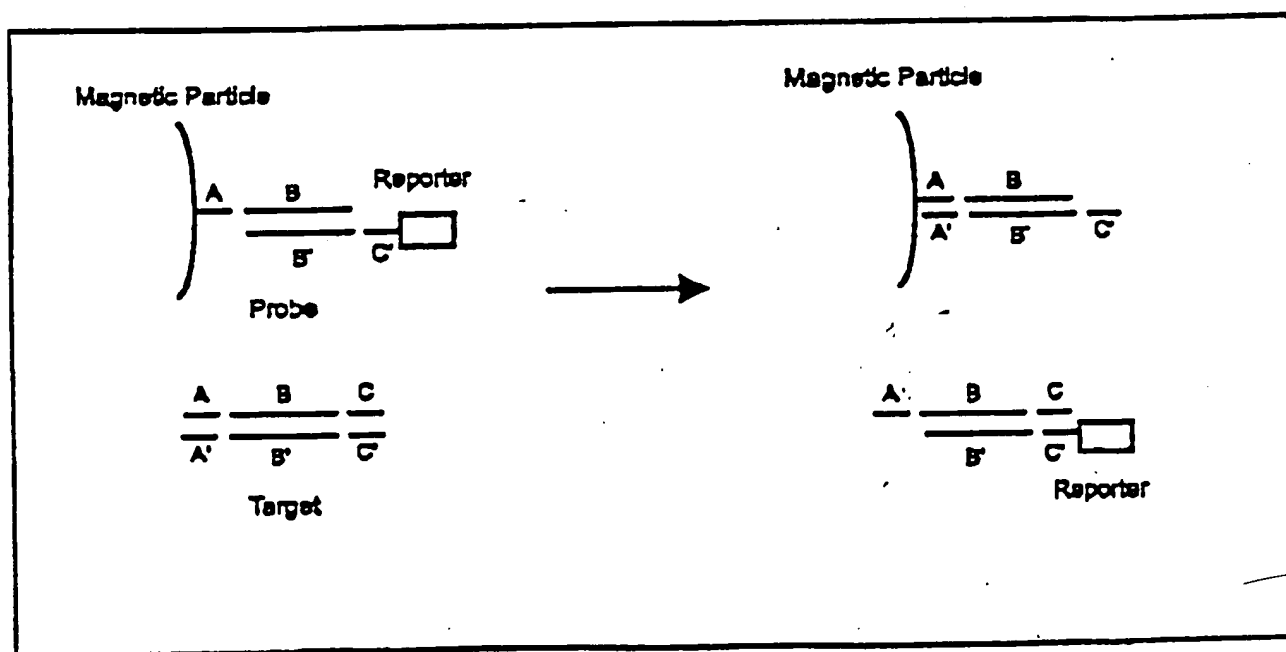 Magnetic Particle
A B Reporter
B' C'
Probe
A B C
A' B' C'
Target
Magnetic Particle
A B
A' B' C'
A B C
B' C'
Reporter